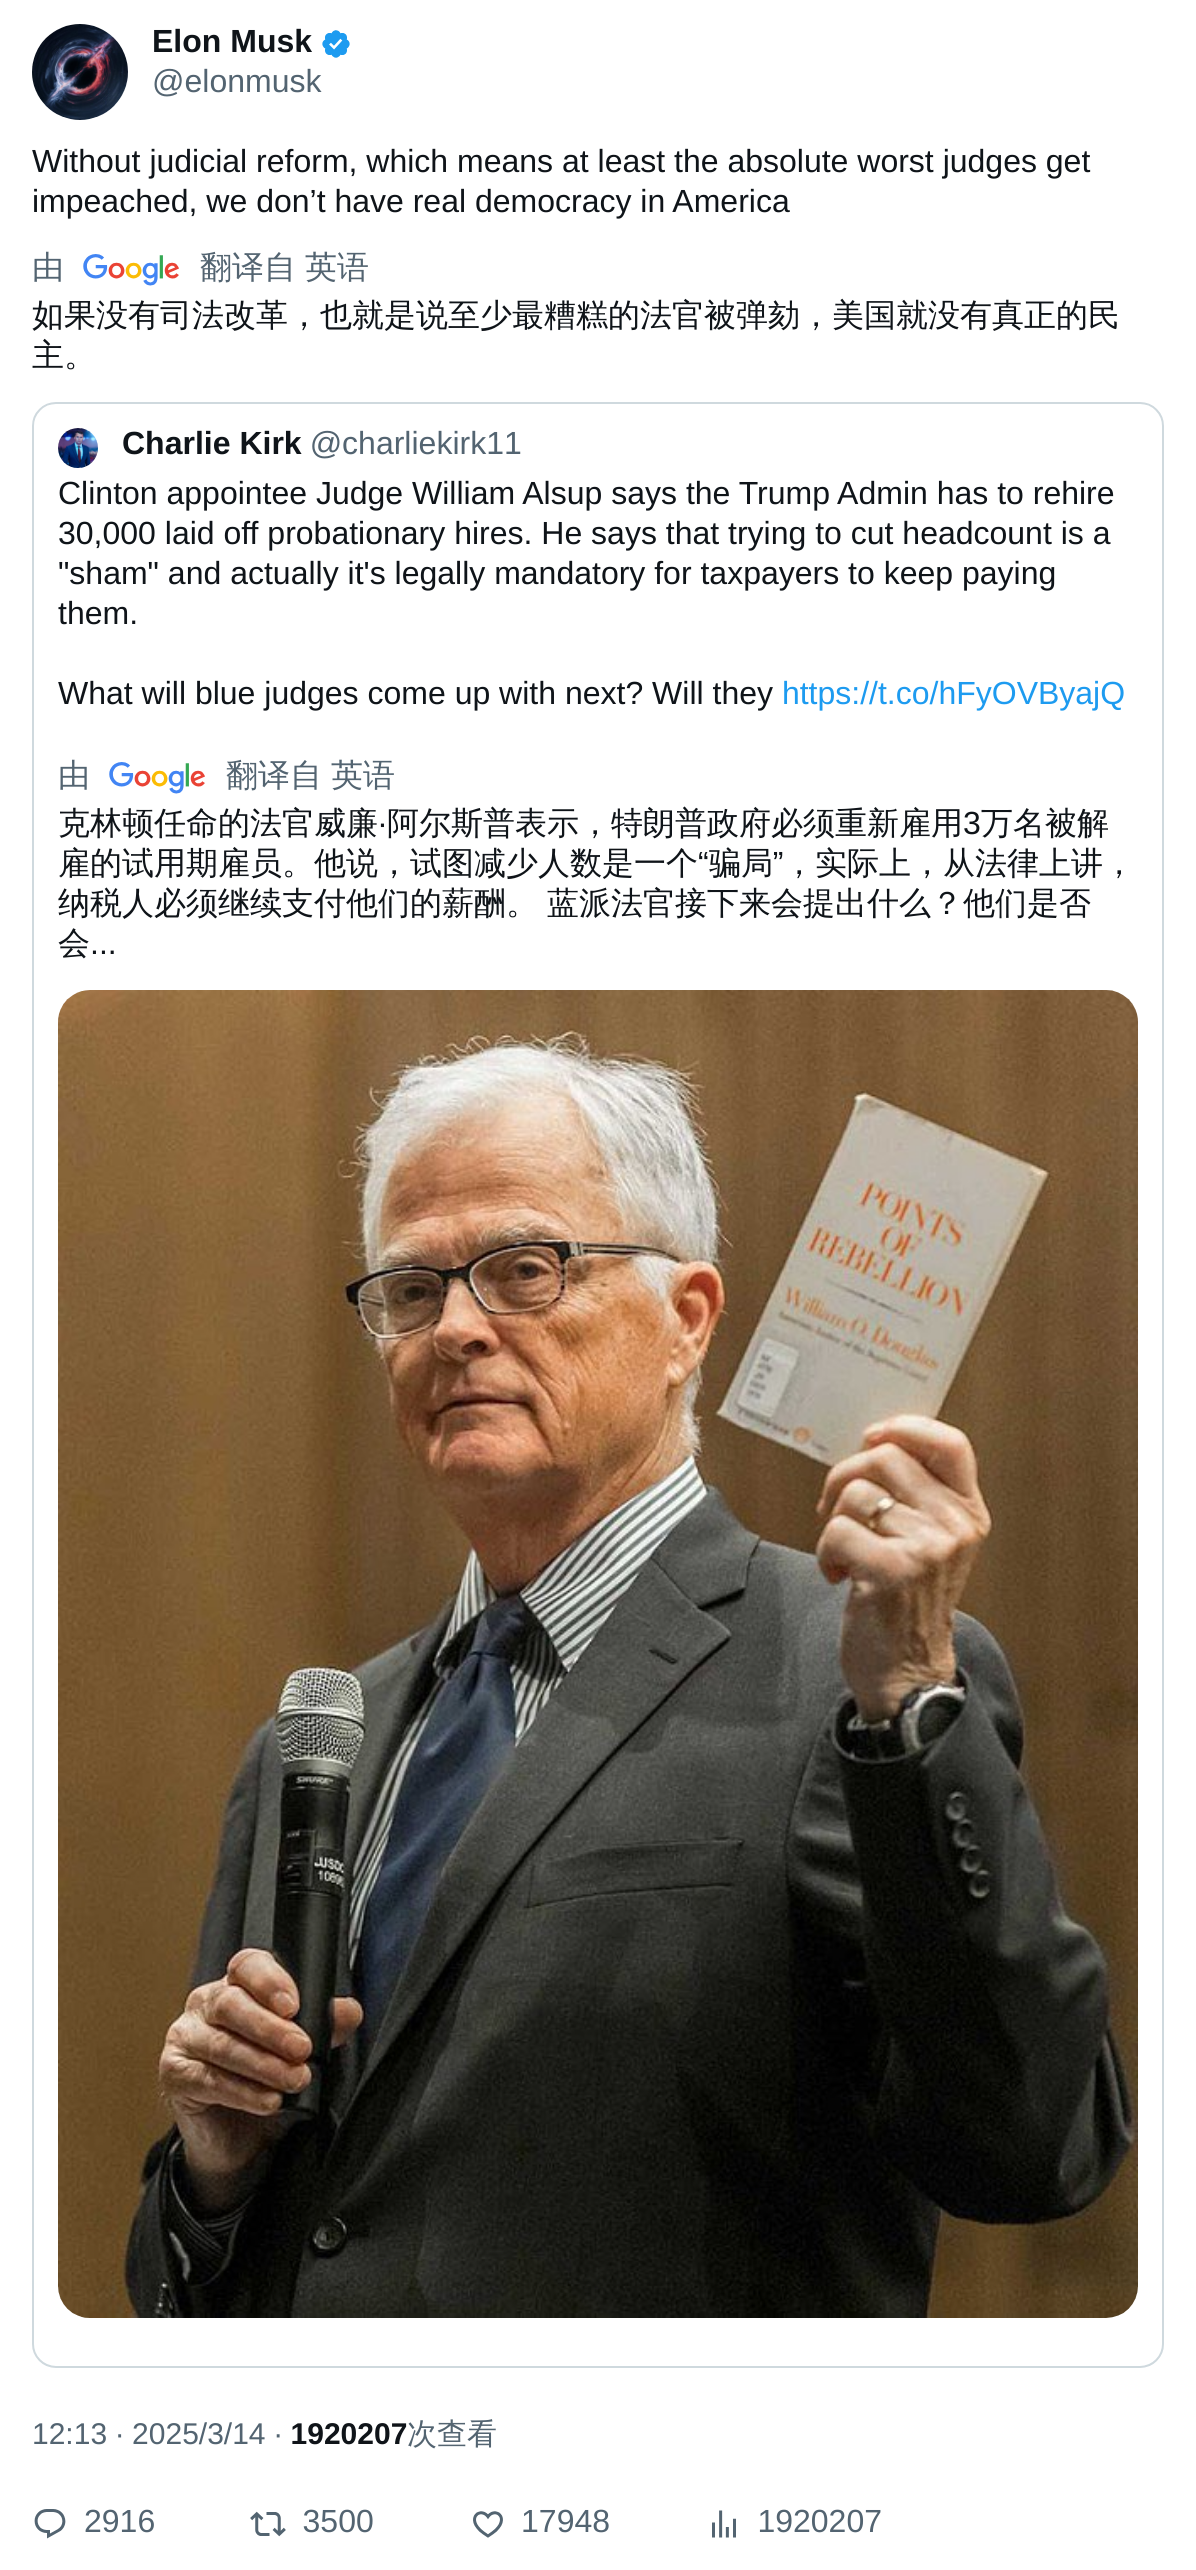 Elon Musk
@elonmusk
Without judicial reform, which means at least the absolute worst judges get
impeached, we don’t have real democracy in America
由 Google 翻译自 英语
如果没有司法改革，也就是说至少最糟糕的法官被弹劾，美国就没有真正的民
主。
Charlie Kirk @charliekirk11
Clinton appointee Judge William Alsup says the Trump Admin has to rehire
30,000 laid off probationary hires. He says that trying to cut headcount is a
"sham" and actually it's legally mandatory for taxpayers to keep paying
them.
What will blue judges come up with next? Will they https://t.co/hFyOVByajQ
由 Google 翻译自 英语
克林顿任命的法官威廉·阿尔斯普表示，特朗普政府必须重新雇用3万名被解
雇的试用期雇员。他说，试图减少人数是一个“骗局”，实际上，从法律上讲，
纳税人必须继续支付他们的薪酬。 蓝派法官接下来会提出什么？他们是否
会...
POINTS
OF
REBELLION
William O. Douglas
SHURE
12:13 · 2025/3/14 · 1920207次查看
2916 3500 17948 1920207